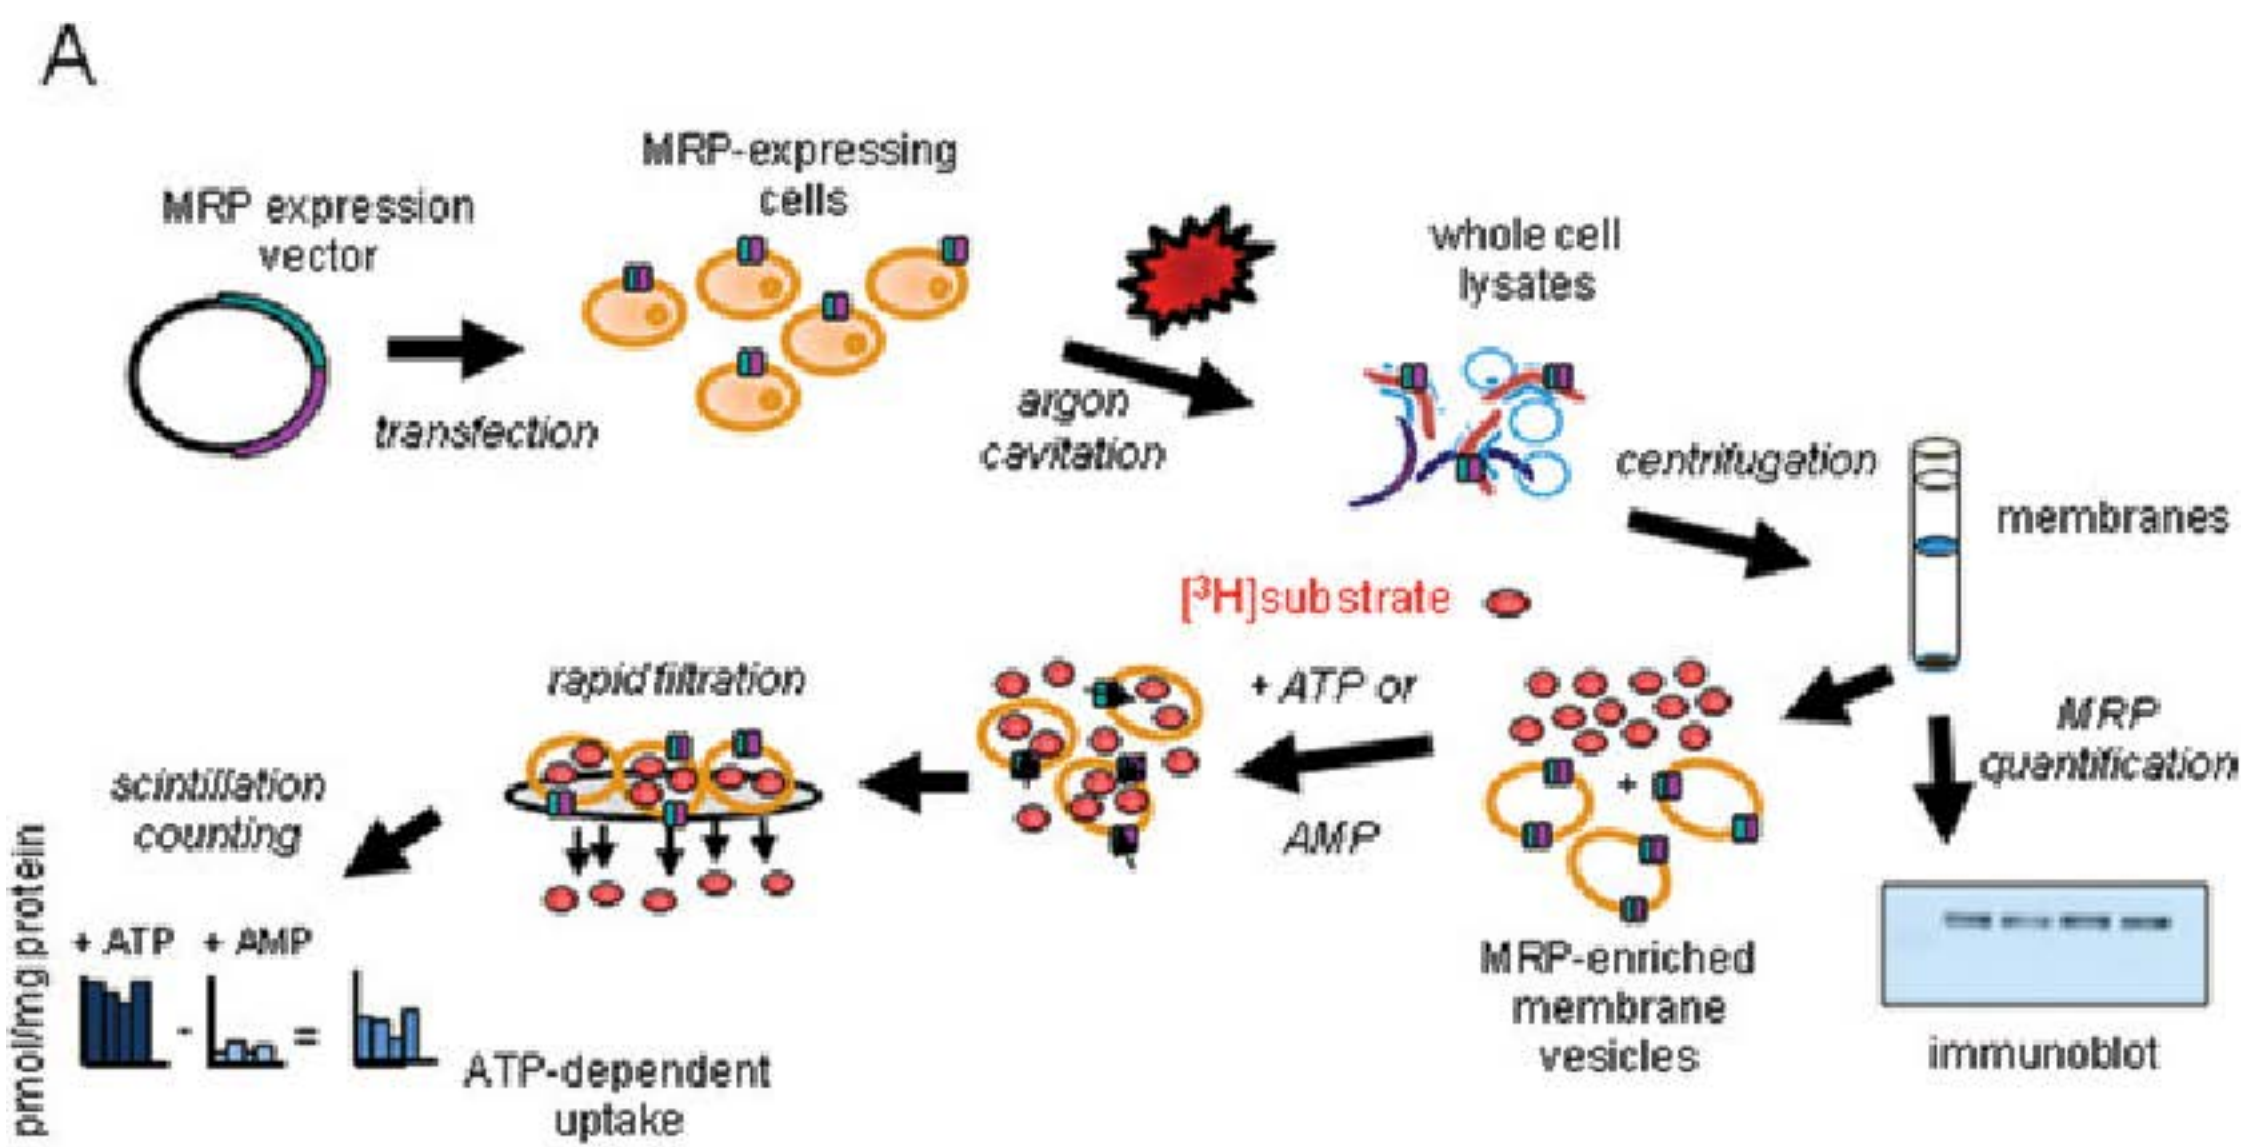 A
MRP expression
vector
transfection
MRP-expressing
cells
argon
cavitation
whole cell
lysates
centrifugation
membranes
MRP
quantification
immunoblot
[³H]substrate
MRP-enriched
membrane
vesicles
+
+ ATP or
AMP
rapid filtration
scintillation
counting
pmol/mg protein
+ ATP + AMP
- =
ATP-dependent
uptake